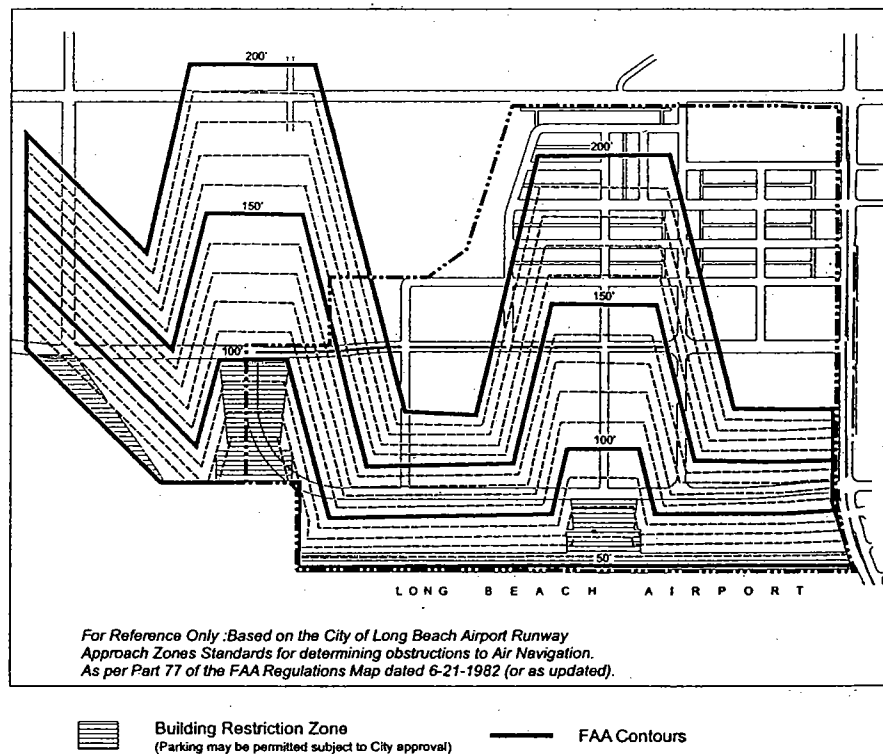 200'
200'
150'
150'
100'
100'
50'
LONG BEACH AIRPORT
For Reference Only :Based on the City of Long Beach Airport Runway
Approach Zones Standards for determining obstructions to Air Navigation.
As per Part 77 of the FAA Regulations Map dated 6-21-1982 (or as updated).
Building Restriction Zone
(Parking may be permitted subject to City approval)
FAA Contours